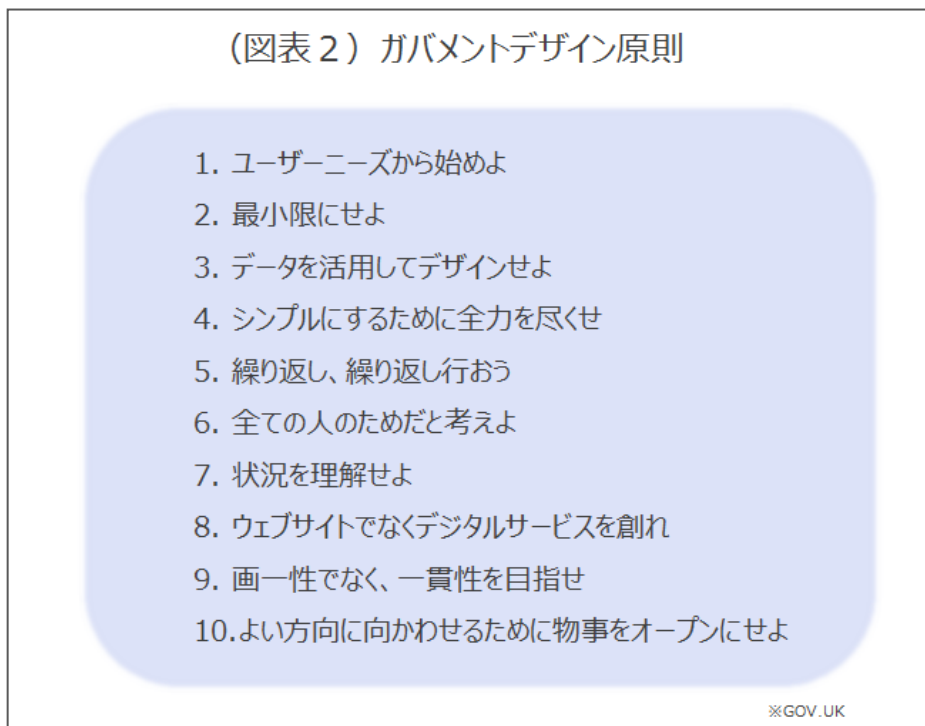 （図表２）ガバメントデザイン原則
1. ユーザーニーズから始めよ
2. 最小限にせよ
3. データを活用してデザインせよ
4. シンプルにするために全力を尽くせ
5. 繰り返し、繰り返し行おう
6. 全ての人のためだと考えよ
7. 状況を理解せよ
8. ウェブサイトでなくデジタルサービスを創れ
9. 画一性でなく、一貫性を目指せ
10.よい方向に向かわせるために物事をオープンにせよ
※GOV.UK